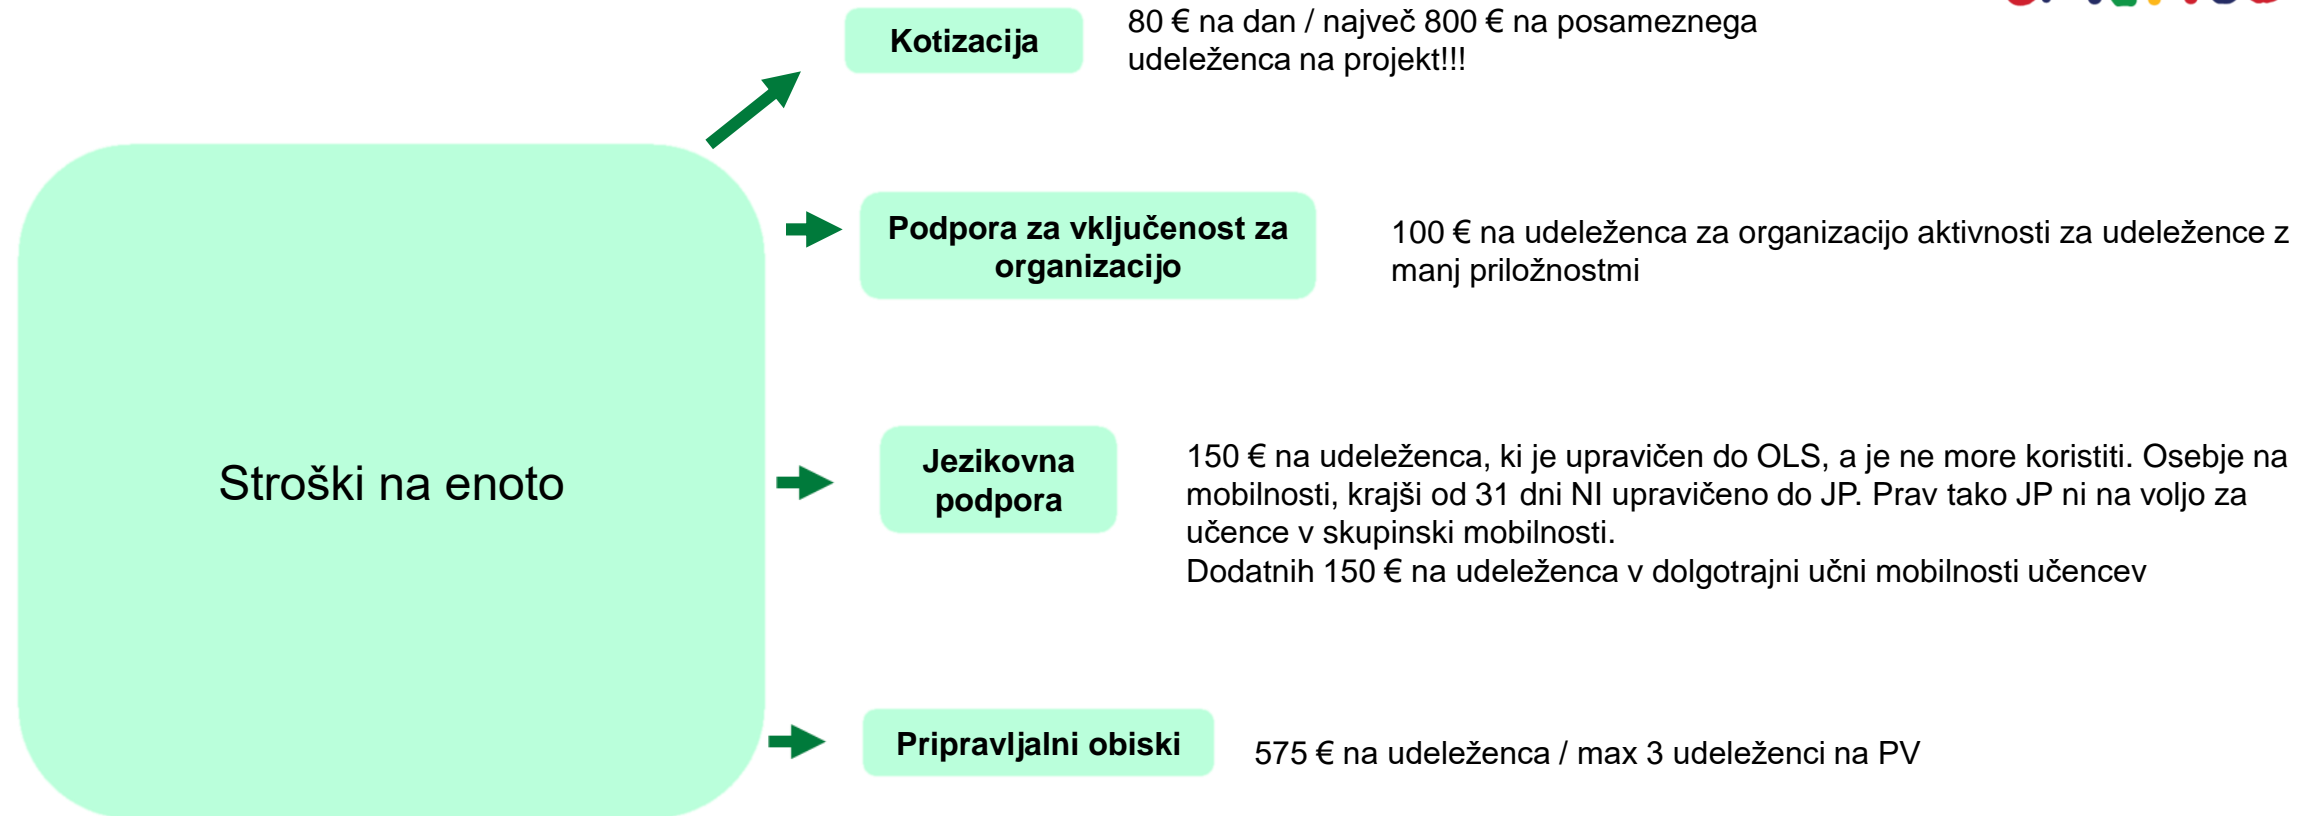 Kotizacija
80 € na dan / največ 800 € na posameznega
udeleženca na projekt!!!
Podpora za vključenost za
organizacijo
100 € na udeleženca za organizacijo aktivnosti za udeležence z
manj priložnostmi
Stroški na enoto
Jezikovna
podpora
150 € na udeleženca, ki je upravičen do OLS, a je ne more koristiti. Osebje na
mobilnosti, krajši od 31 dni NI upravičeno do JP. Prav tako JP ni na voljo za
učence v skupinski mobilnosti.
Dodatnih 150 € na udeleženca v dolgotrajni učni mobilnosti učencev
Pripravljalni obiski
575 € na udeleženca / max 3 udeleženci na PV